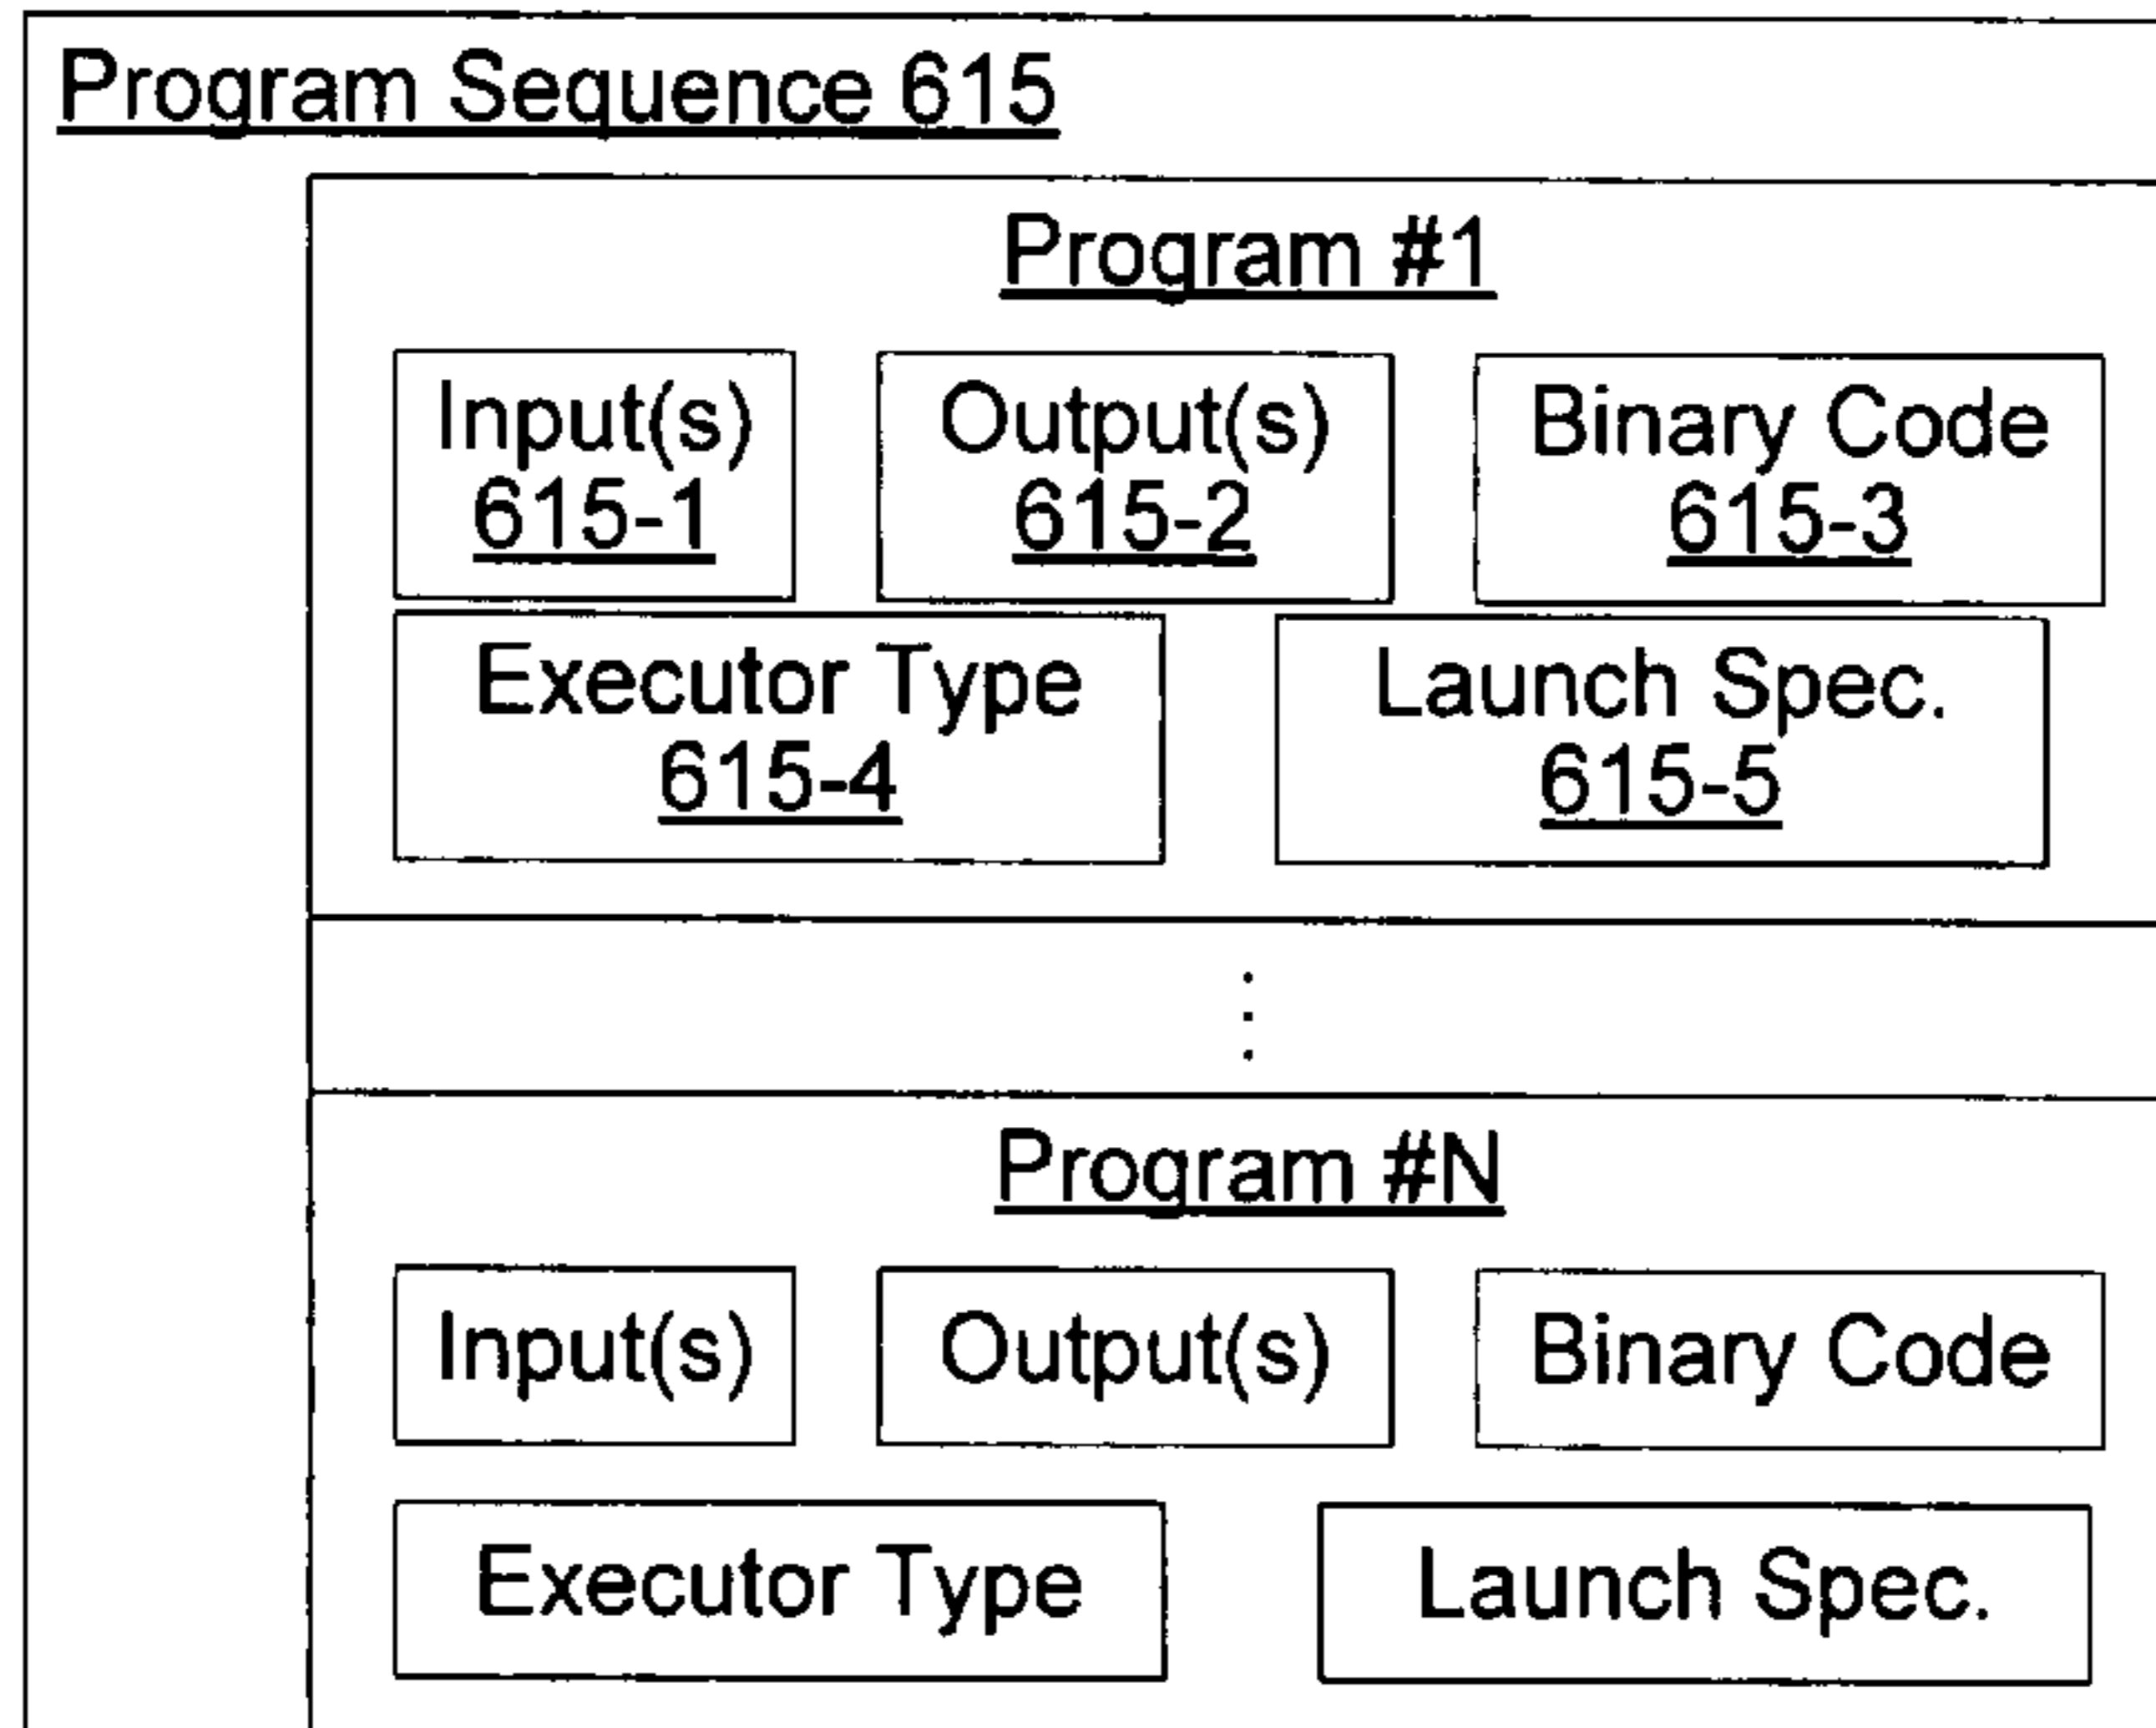 Program Sequence 615
Program #1
Input(s)
615-1
Output(s)
615-2
Binary Code
615-3
Executor Type
615-4
Launch Spec.
615-5
Program #N
Input(s)
Output(s)
Binary Code
Executor Type
Launch Spec.